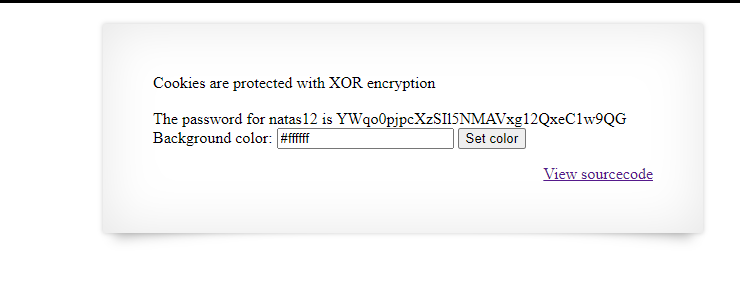 Cookies are protected with XOR encryption
The password for natas12 is YWqo0pjpcXzSIl5NMAVxg12QxeC1w9QG
Background color: #ffffff Set color
View sourcecode